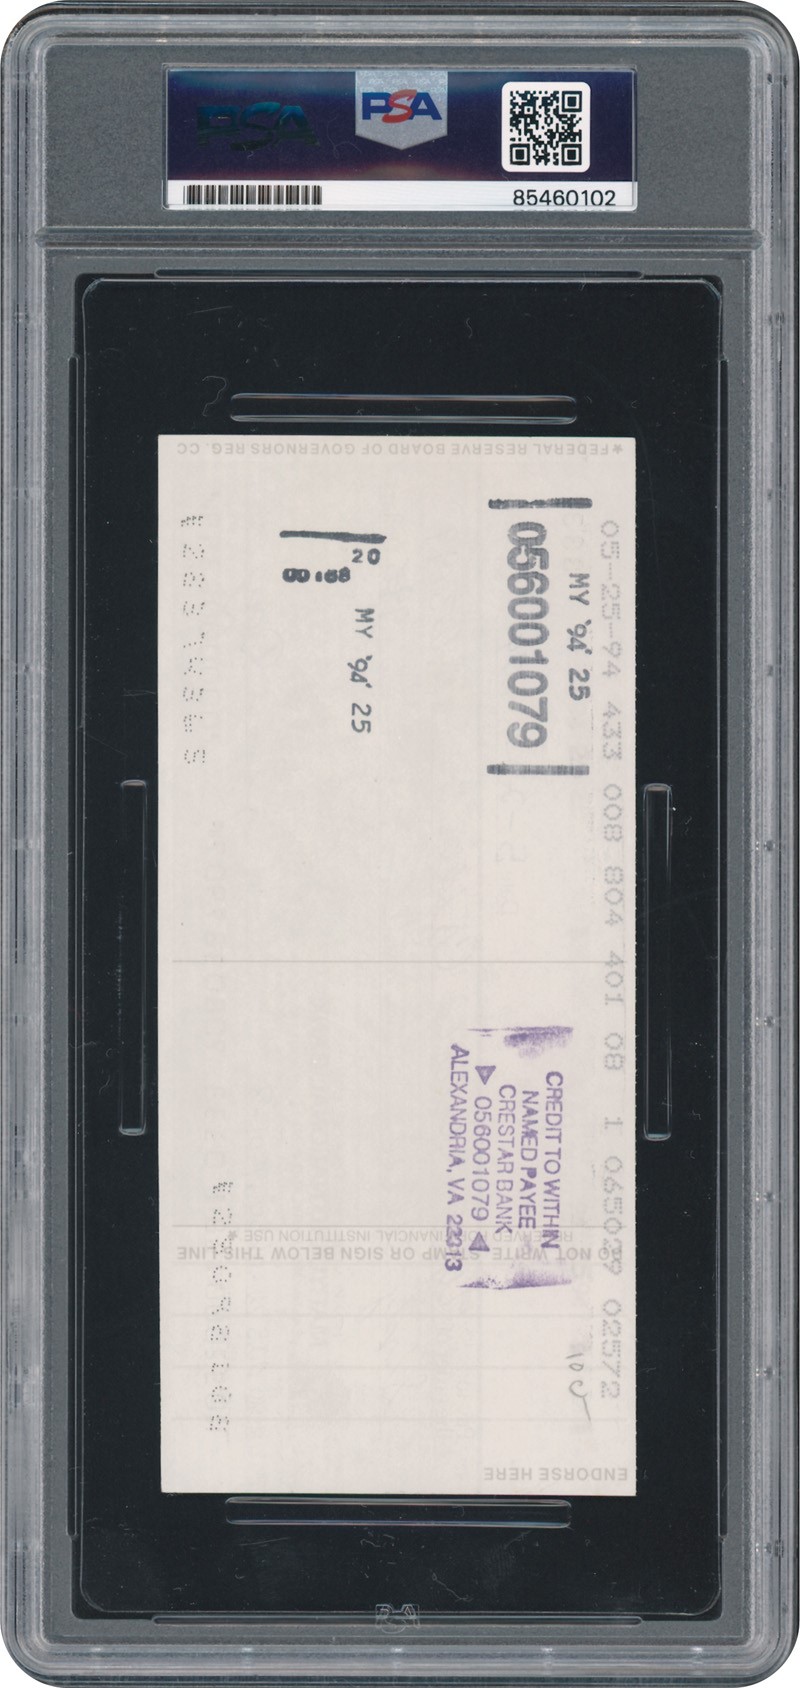 PSA
PSA
85460102
*FEDERAL RESERVE BOARD OF GOVERNORS REG. CC
05-25-94 433 008 804 401 08 1
MY '94' 25
056001079
20
MY '94' 25
CREDIT TO WITHIN
NAMED PAYEE
CRESTAR BANK
▶ 056001079 ◀
ALEXANDRIA, VA 22313
RESERVED FOR FINANCIAL INSTITUTION USE *
DO NOT WRITE, STAMP OR SIGN BELOW THIS LINE
ENDORSE HERE